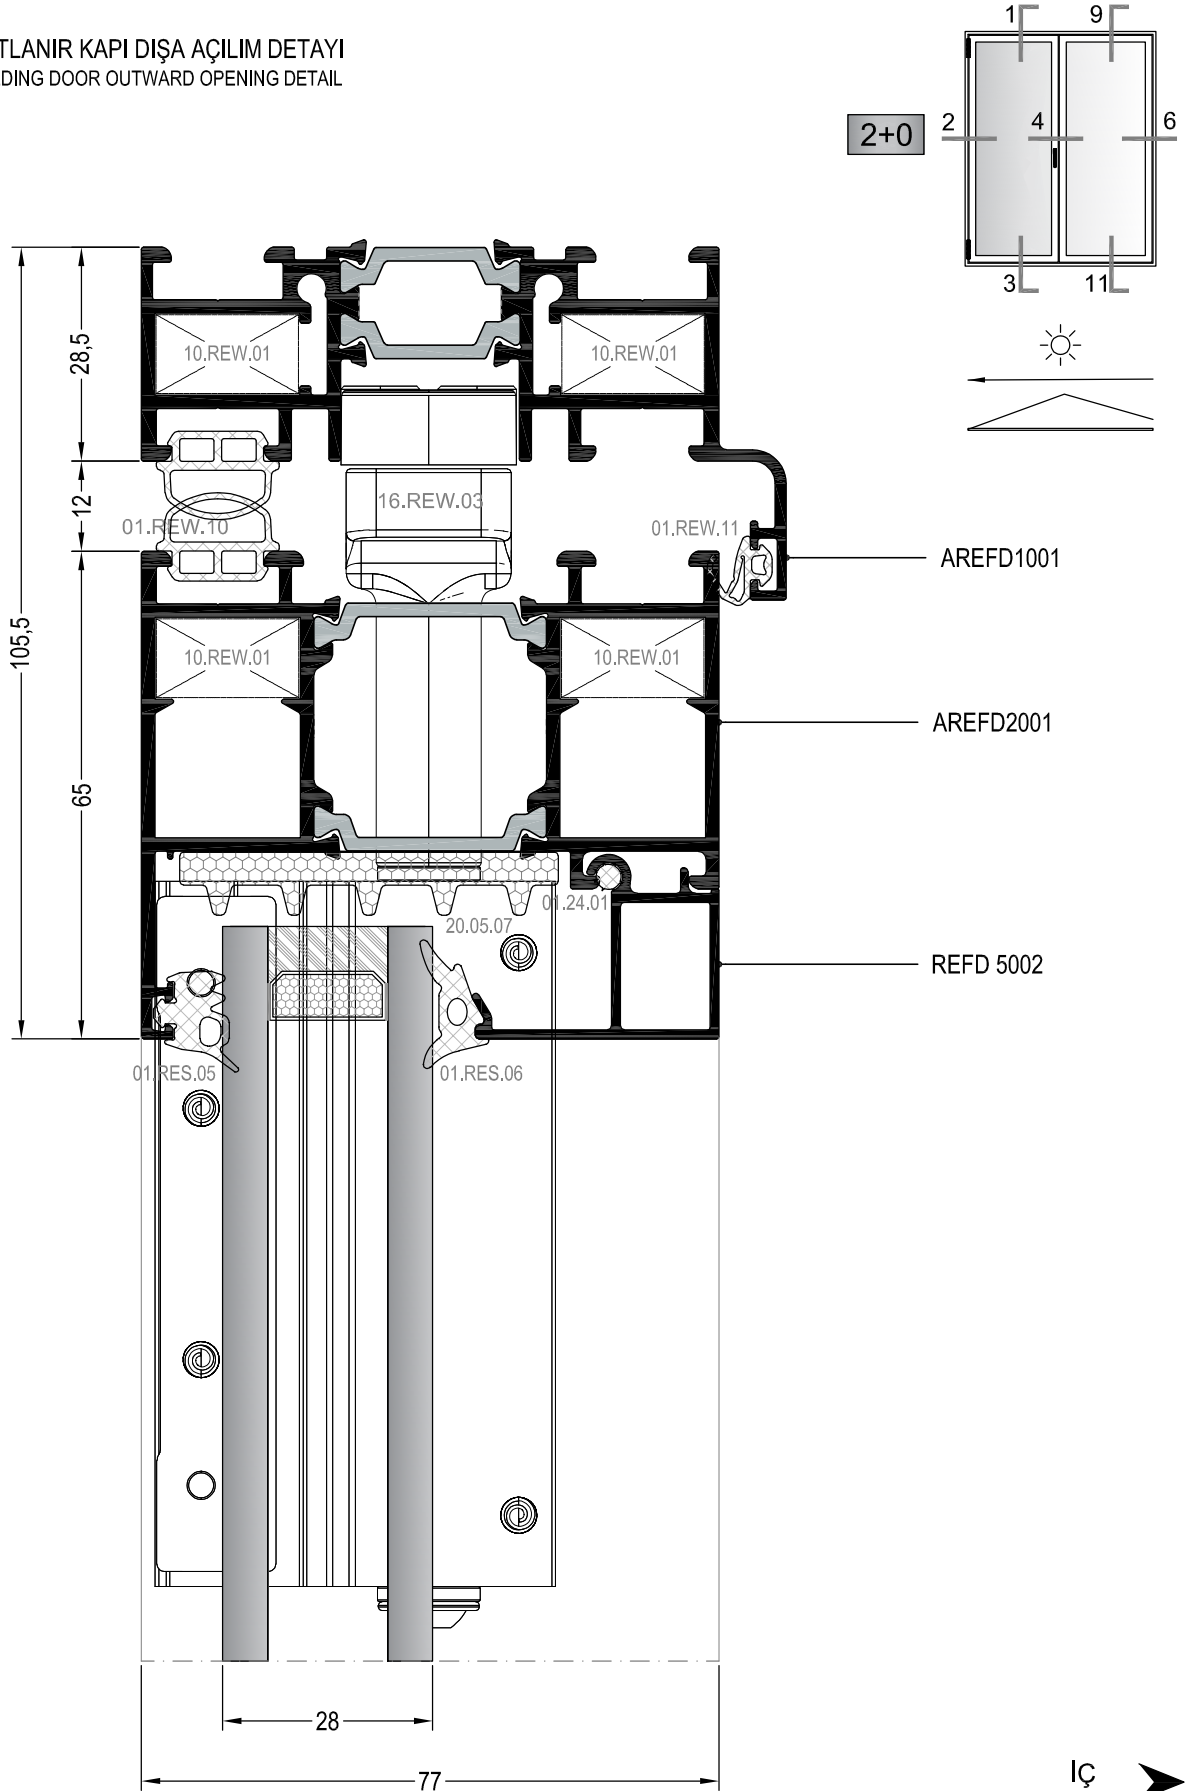 TLANIR KAPI DIŞA AÇILIM DETAYI
DING DOOR OUTWARD OPENING DETAIL
1 9
2+0
2 4 6
3 11
28,5
10.REW.01 10.REW.01
12
16.REW.03
01.REW.10
01.REW.11
AREFD1001
105,5
10.REW.01 10.REW.01
AREFD2001
65
01.24.01
20.05.07
REFD 5002
01.RES.05 01.RES.06
28
77
İÇ